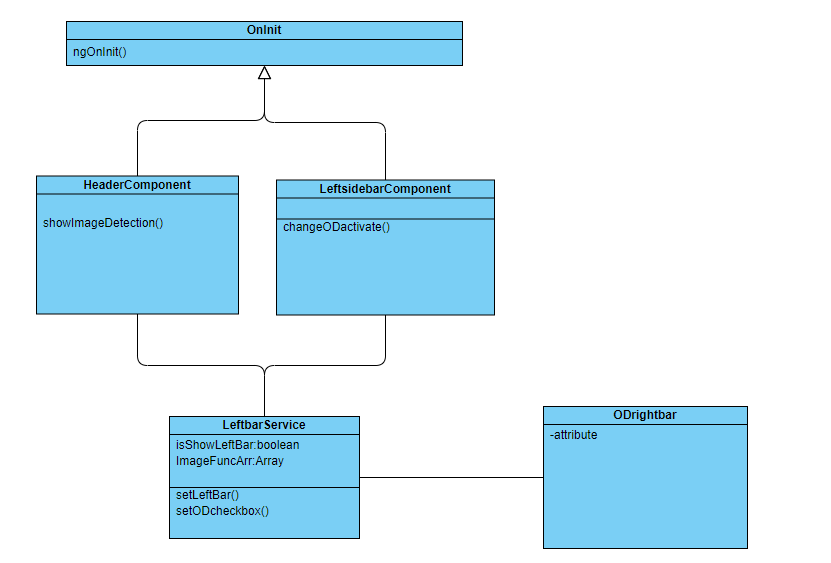 OnInit
ngOnInit()
HeaderComponent
showImageDetection()
LeftsidebarComponent
changeODactivate()
LeftbarService
isShowLeftBar:boolean
ImageFuncArr:Array
setLeftBar()
setODcheckbox()
ODrightbar
-attribute